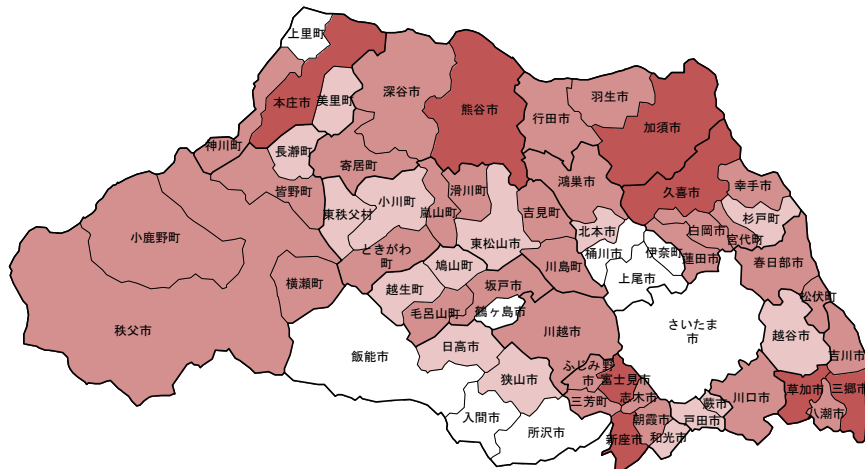 上里町
本庄市
美里町
深谷市
熊谷市
行田市
羽生市
加須市
神川町
長瀞町
寄居町
皆野町
小鹿野町
秩父市
横瀬町
東秩父村
小川町
嵐山町
滑川町
ときがわ
町
東松山市
吉見町
鴻巣市
北本市
久喜市
幸手市
杉戸町
白岡市
宮代町
蓮田市
伊奈町
桶川市
上尾市
春日部市
川島町
鳩山町
越生町
毛呂山町
坂戸市
鶴ヶ島市
日高市
飯能市
川越市
さいたま
市
松伏町
越谷市
吉川市
狭山市
入間市
所沢市
ふじみ野
市
富士見市
三芳町
志木市
新座市
朝霞市
和光市
戸田市
蕨市
川口市
草加市
八潮市
三郷市